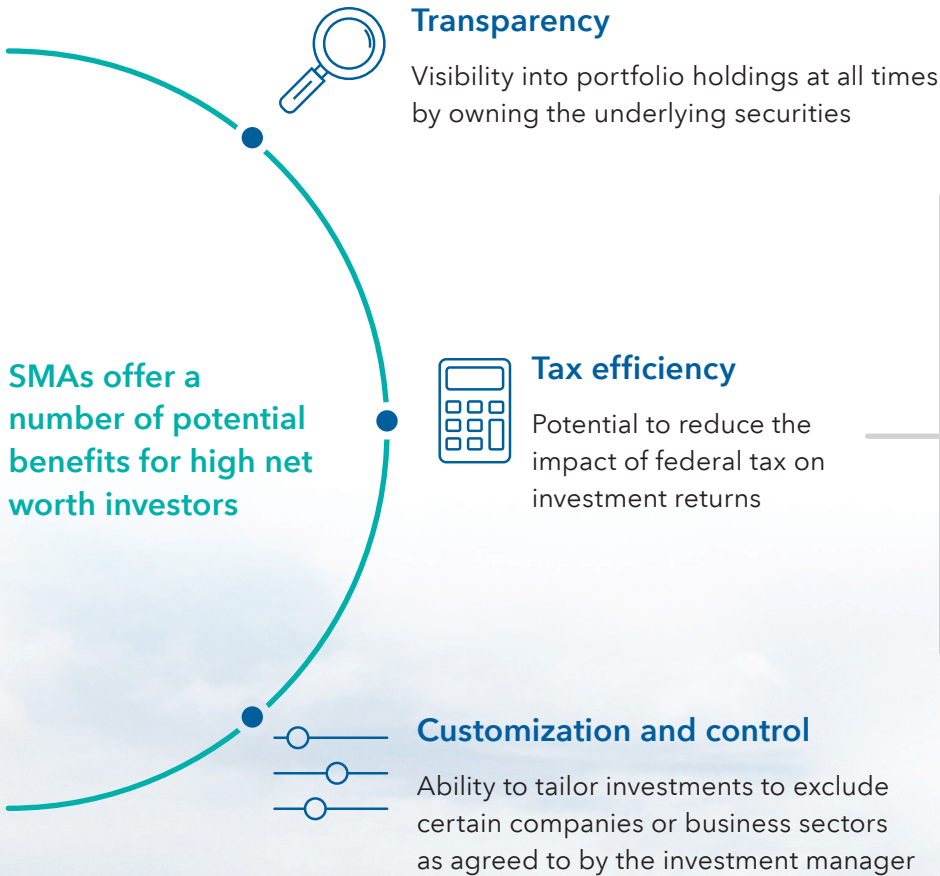 SMAs offer a
number of potential
benefits for high net
worth investors
Transparency
Visibility into portfolio holdings at all times
by owning the underlying securities
Tax efficiency
Potential to reduce the
impact of federal tax on
investment returns
Customization and control
Ability to tailor investments to exclude
certain companies or business sectors
as agreed to by the investment manager